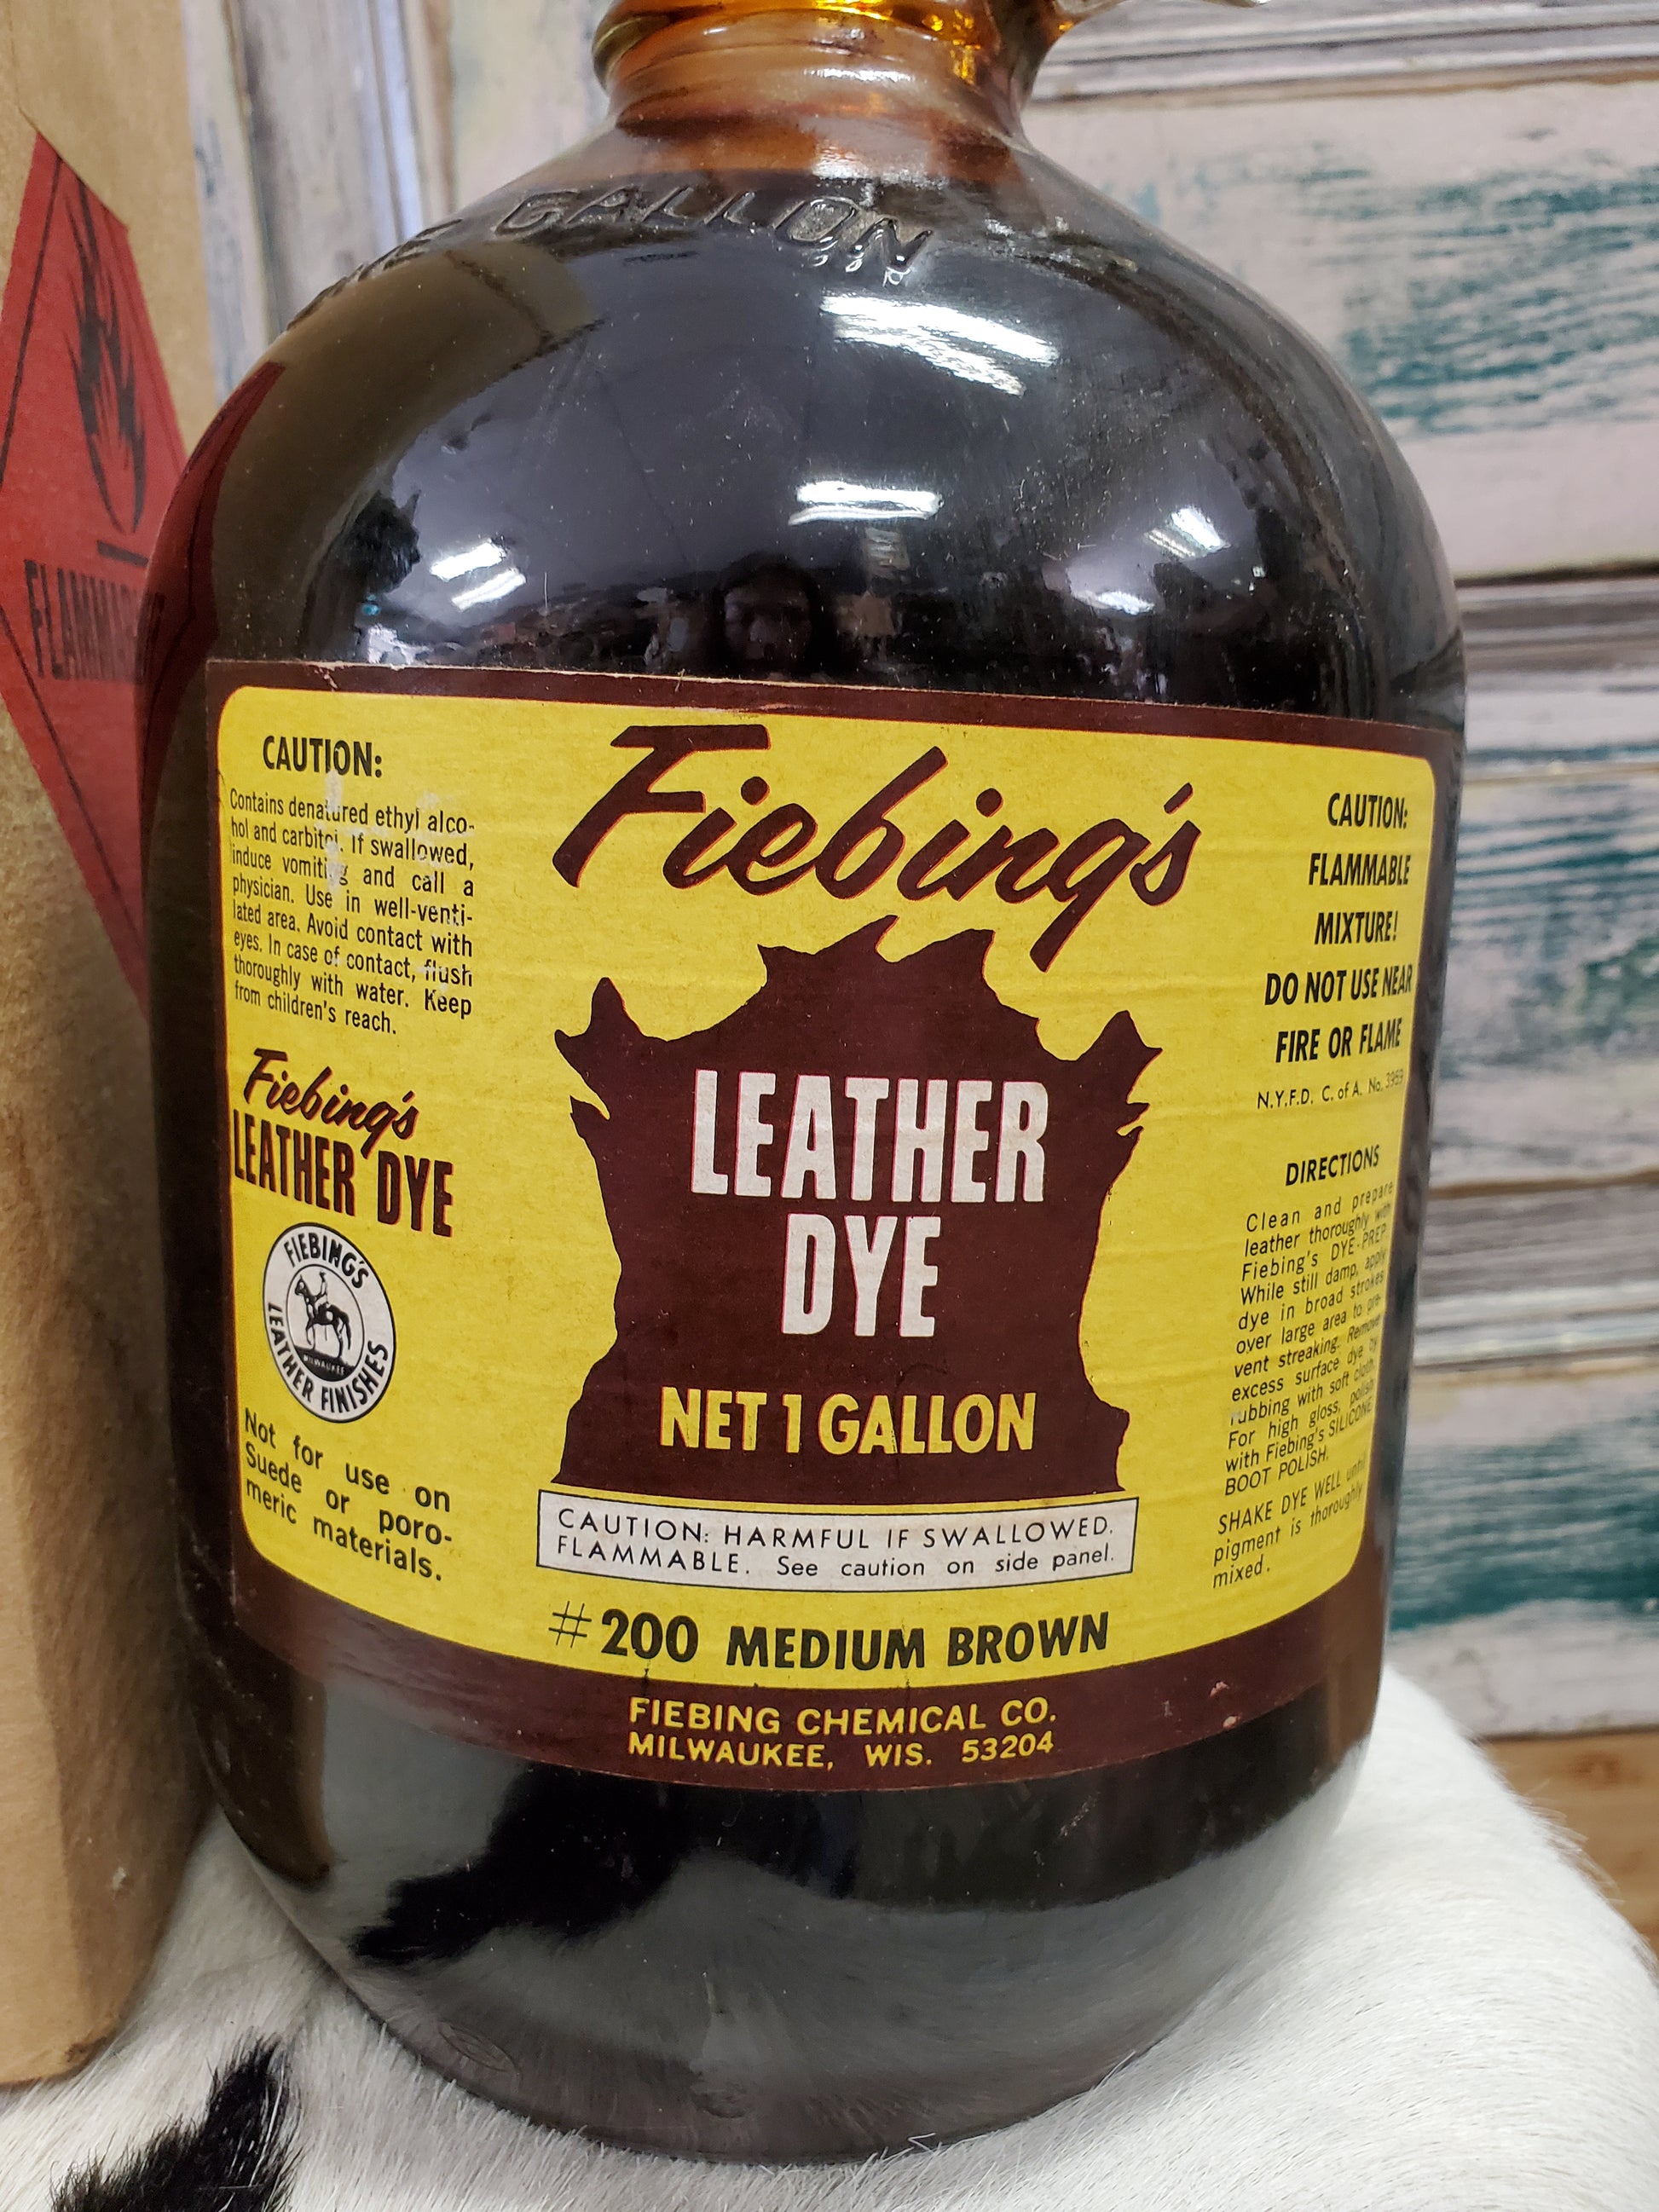 GALLON
FLAMMA
CAUTION:
Contains denatured ethyl alco-
hol and carbitol. If swallowed,
induce vomiting and call a
physician. Use in well-venti-
lated area. Avoid contact with
eyes. In case of contact, flush
thoroughly with water. Keep
from children's reach.
Fiebing's
LEATHER DYE
FIEBING'S
MILWAUKEE
LEATHER FINISHES
Not for use on
Suede or poro-
meric materials.
Fiebing's
LEATHER
DYE
NET 1 GALLON
CAUTION: HARMFUL IF SWALLOWED.
FLAMMABLE. See caution on side panel.
#200 MEDIUM BROWN
FIEBING CHEMICAL CO.
MILWAUKEE, WIS. 53204
CAUTION:
FLAMMABLE
MIXTURE!
DO NOT USE NEAR
FIRE OR FLAME
N.Y.F.D. C. of A. No. 3969
DIRECTIONS
Clean and prepare
leather thoroughly with
Fiebing's DYE-PREP.
While still damp, apply
dye in broad strokes
over large area to pre-
vent streaking. Remove
excess surface dye by
rubbing with soft cloth.
For high gloss, polish
with Fiebing's SILICONE
BOOT POLISH.
SHAKE DYE WELL until
pigment is thoroughly
mixed.